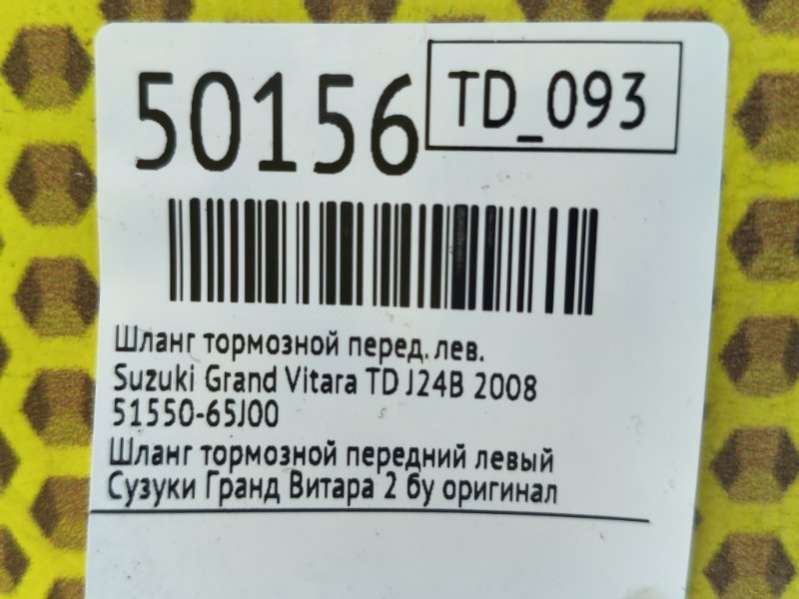 50156
TD_093
Шланг тормозной перед. лев.
Suzuki Grand Vitara TD J24B 2008
51550-65J00
Шланг тормозной передний левый
Сузуки Гранд Витара 2 бу оригинал